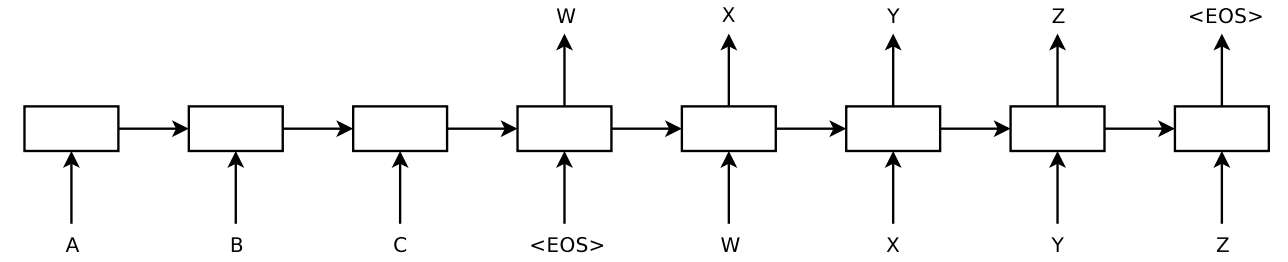 W X Y Z <EOS>
A B C <EOS> W X Y Z